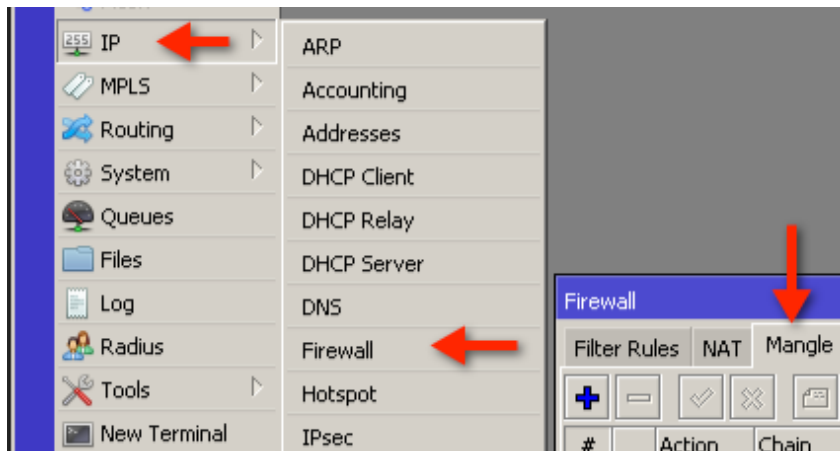 255 IP
MPLS
Routing
System
Queues
Files
Log
Radius
Tools
New Terminal
ARP
Accounting
Addresses
DHCP Client
DHCP Relay
DHCP Server
DNS
Firewall
Hotspot
IPsec
Firewall
Filter Rules NAT Mangle
# Action Chain